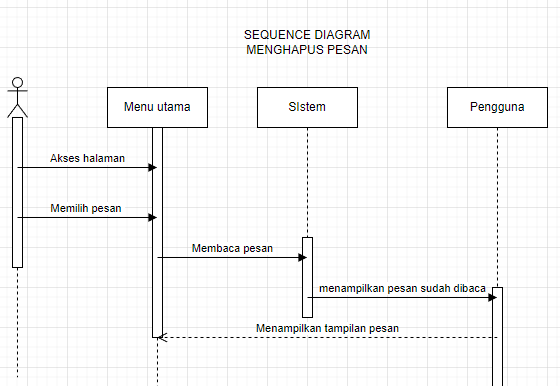 SEQUENCE DIAGRAM
MENGHAPUS PESAN
Menu utama
SIstem
Pengguna
Akses halaman
Memilih pesan
Membaca pesan
menampilkan pesan sudah dibaca
Menampilkan tampilan pesan